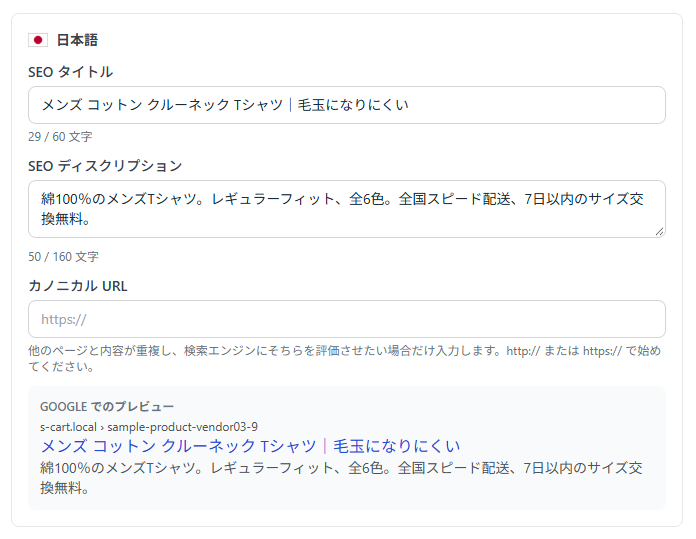 日本語
SEO タイトル
メンズ コットン クルーネック Tシャツ｜毛玉になりにくい
29 / 60 文字
SEO ディスクリプション
綿100%のメンズTシャツ。レギュラーフィット、全6色。全国スピード配送、7日以内のサイズ交
換無料。
50 / 160 文字
カノニカル URL
https://
他のページと内容が重複し、検索エンジンにそちらを評価させたい場合だけ入力します。http:// または https:// で始め
てください。
GOOGLE でのプレビュー
s-cart.local › sample-product-vendor03-9
メンズ コットン クルーネック Tシャツ｜毛玉になりにくい
綿100%のメンズTシャツ。レギュラーフィット、全6色。全国スピード配送、7日以内のサイズ交
換無料。